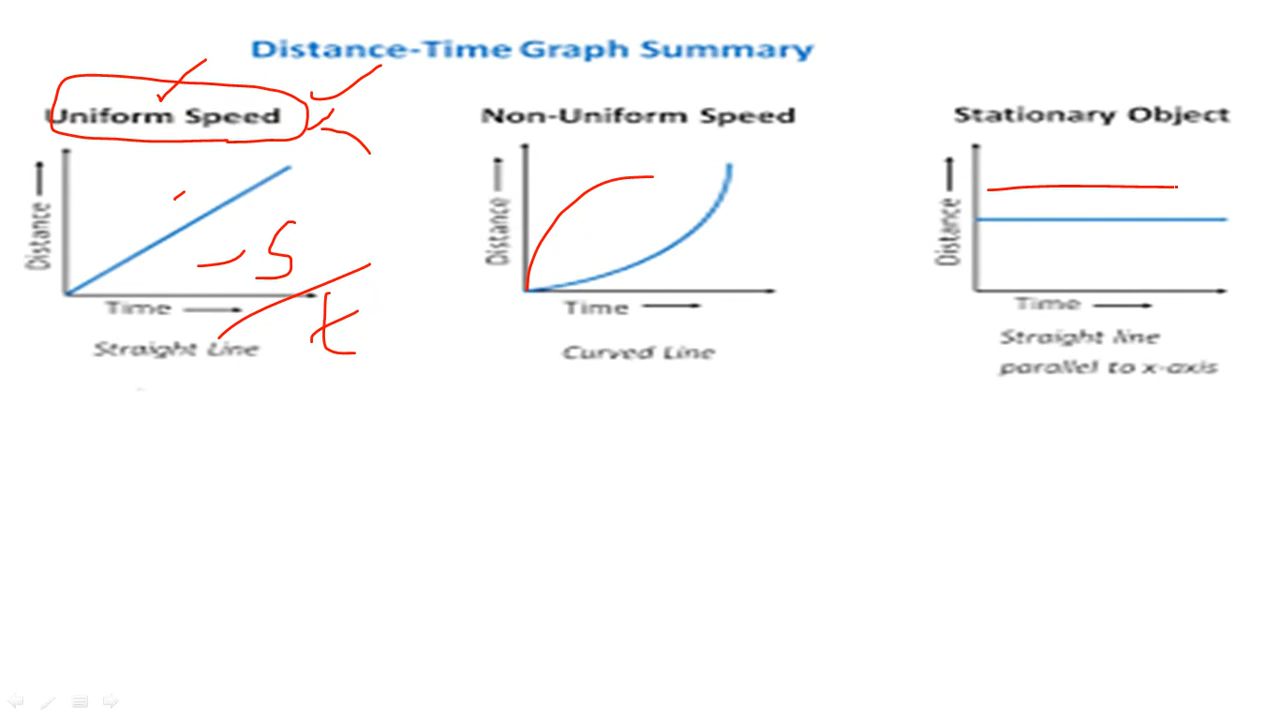 Distance-Time Graph Summary
Uniform Speed
Non-Uniform Speed
Stationary Object
Distance
Time
S
t
Straight Line
Distance
Time
Curved Line
Distance
Time
Straight line
parallel to x-axis